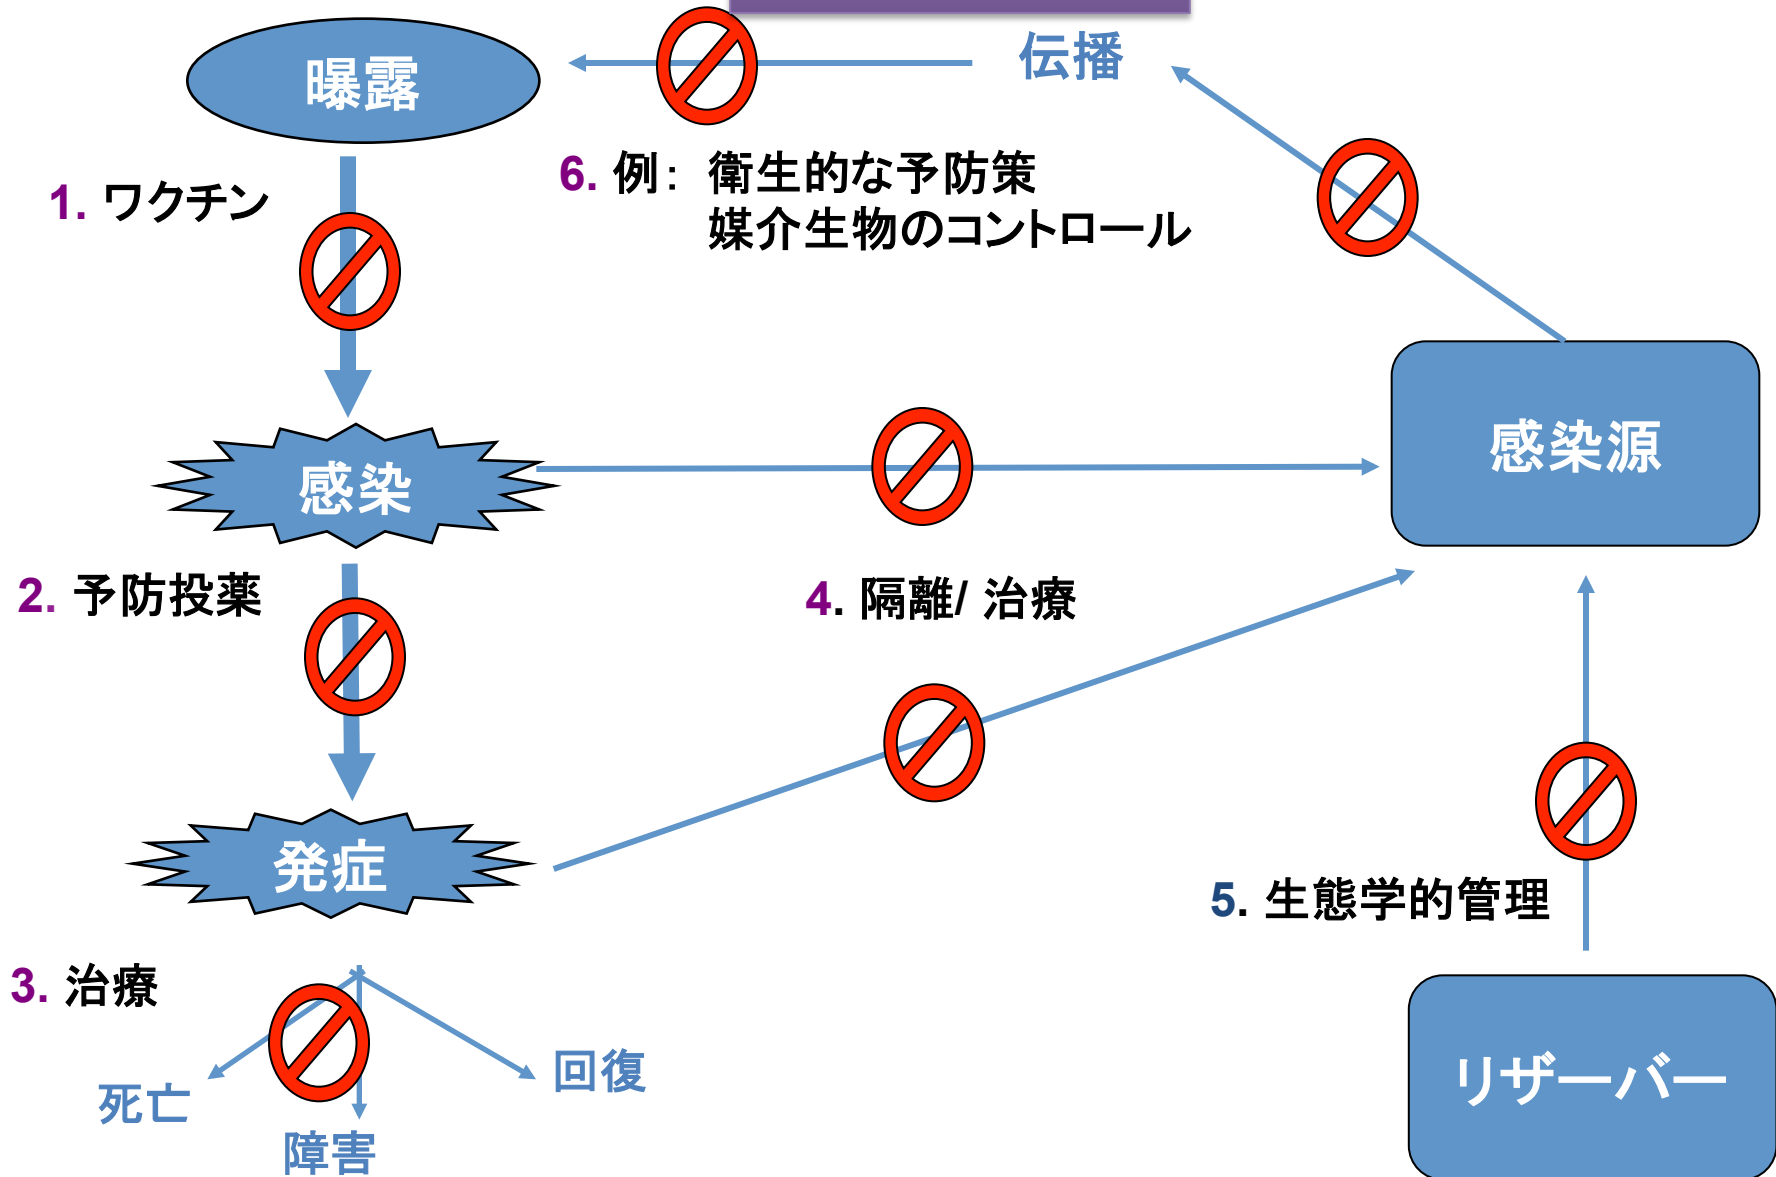 曝露
伝播
1. ワクチン
6. 例： 衛生的な予防策
媒介生物のコントロール
感染
感染源
2. 予防投薬
4. 隔離/ 治療
発症
5. 生態学的管理
3. 治療
死亡
障害
回復
リザーバー